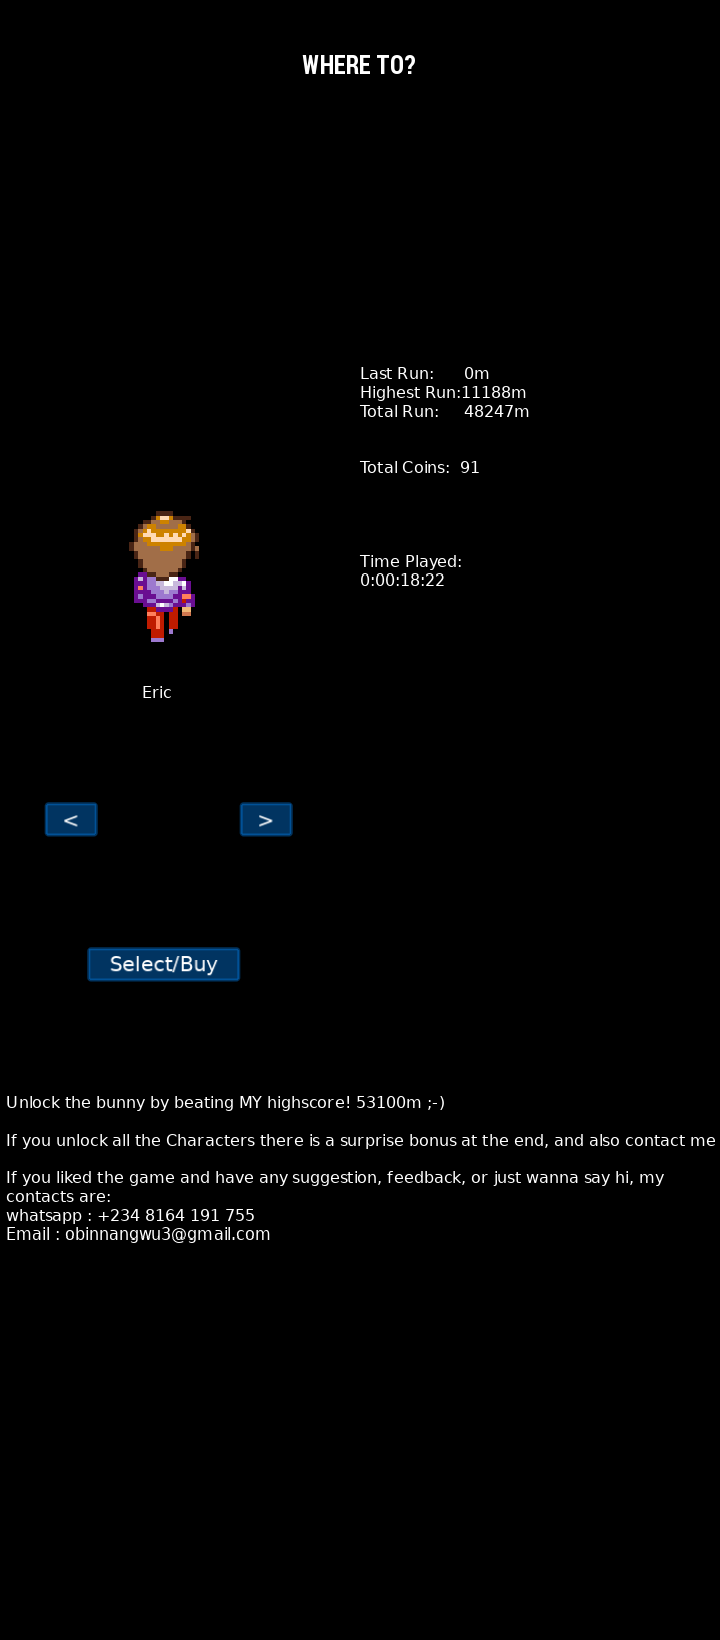 WHERE TO?
Last Run: 0m
Highest Run:11188m
Total Run: 48247m
Total Coins: 91
Time Played:
0:00:18:22
Eric
<
>
Select/Buy
Unlock the bunny by beating MY highscore! 53100m ;-)
If you unlock all the Characters there is a surprise bonus at the end, and also contact me
If you liked the game and have any suggestion, feedback, or just wanna say hi, my
contacts are:
whatsapp : +234 8164 191 755
Email : obinnangwu3@gmail.com